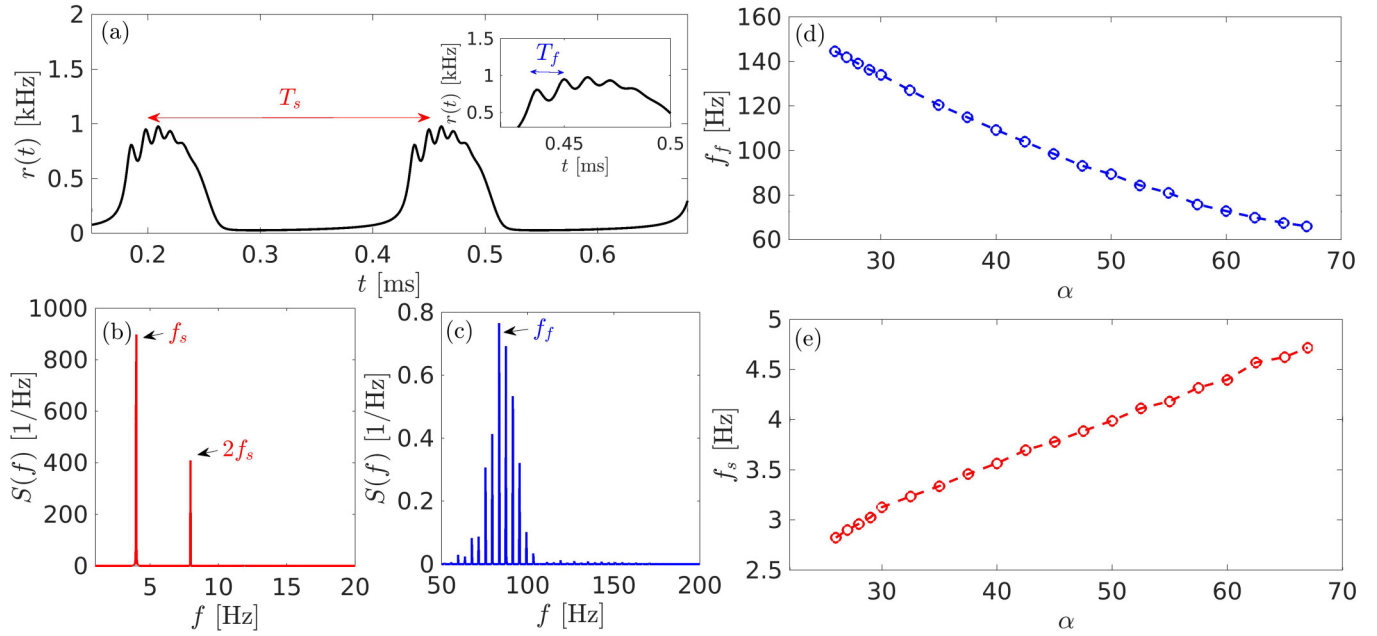 (a)
r(t) [kHz]
2
1.5
1
0.5
0
T_s
0.2
0.3
0.4
0.5
0.6
t [ms]
r(t) [kHz]
1.5
1
0.5
T_f
0.45
0.5
t [ms]
(b)
S(f) [1/Hz]
1000
800
600
400
200
0
f_s
2f_s
5
10
15
20
f [Hz]
(c)
S(f) [1/Hz]
0.8
0.6
0.4
0.2
0
f_f
50
100
150
200
f [Hz]
(d)
f_f [Hz]
160
140
120
100
80
60
30
40
50
60
70
α
(e)
f_s [Hz]
5
4.5
4
3.5
3
2.5
30
40
50
60
70
α